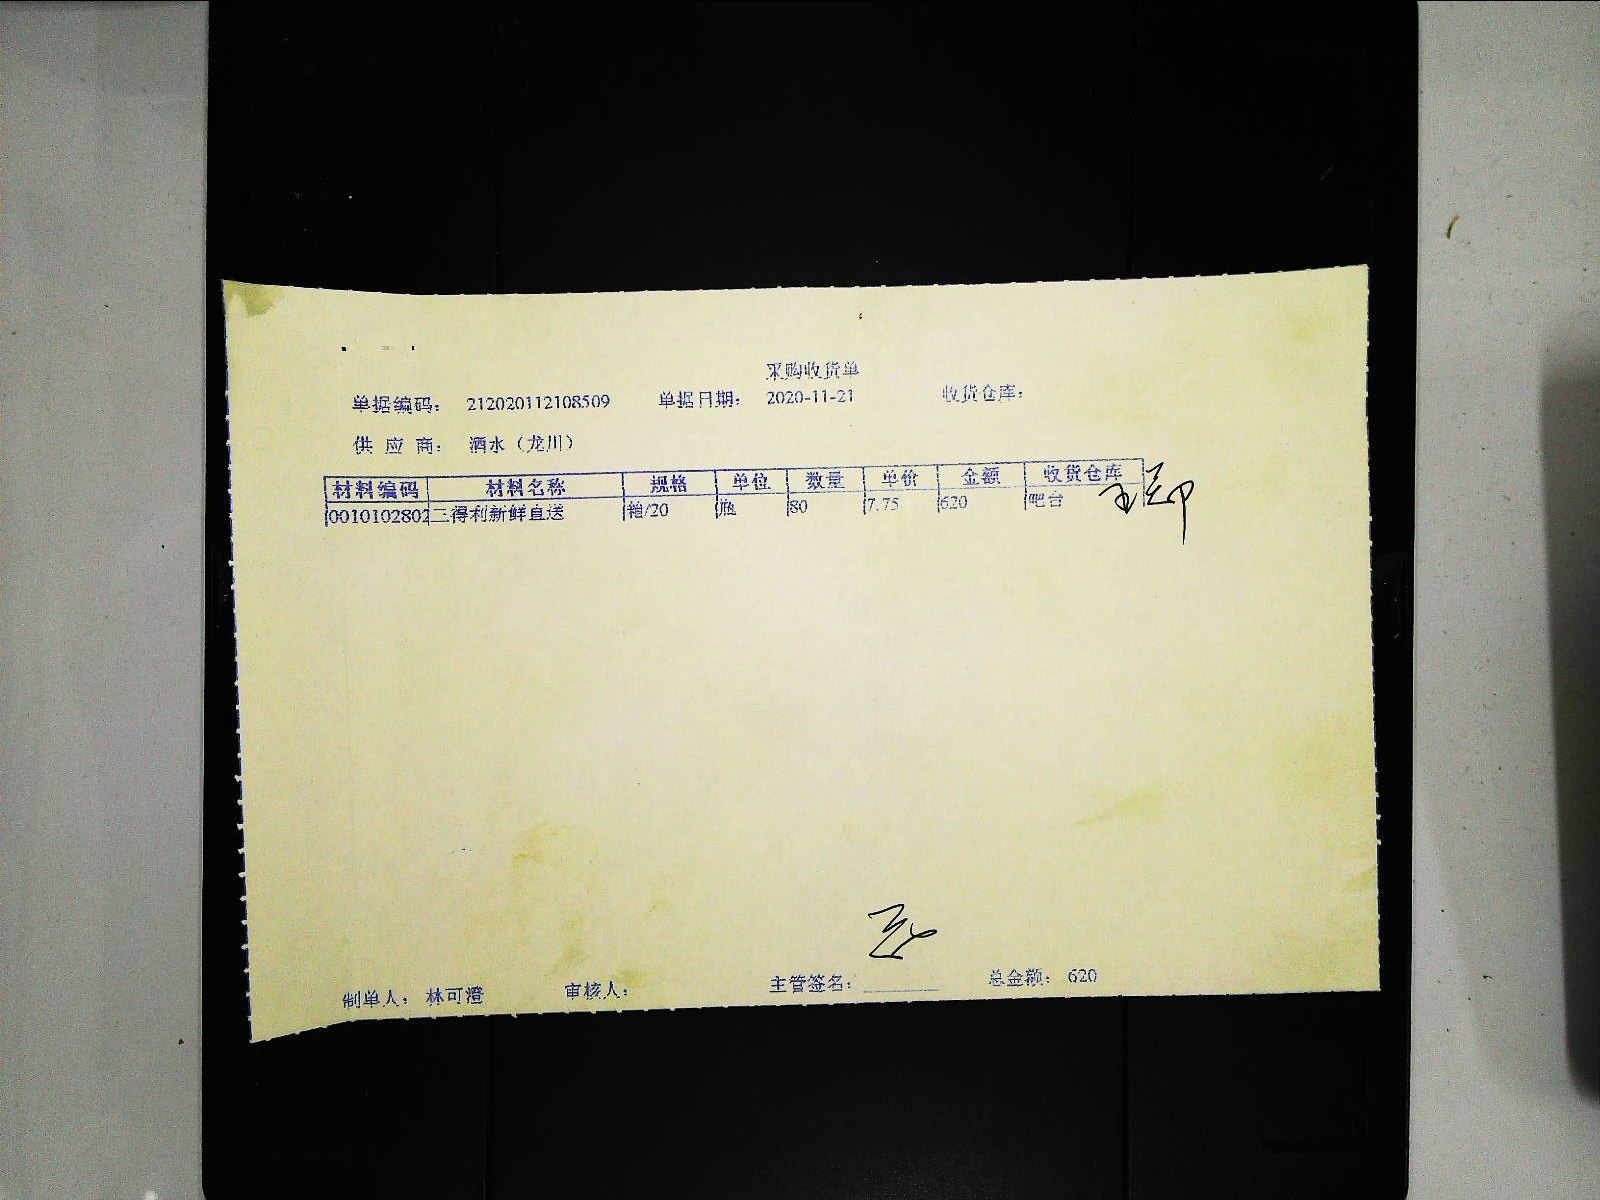 采购收货单
单据编码: 212020112108509 单据日期: 2020-11-21 收货仓库:
供 应 商: 酒水（龙川）
材料编码 材料名称 规格 单位 数量 单价 金额 收货仓库
0010102802 三得利新鲜直送 箱/20 瓶 80 7.75 620 吧台
制单人: 林可澄 审核人: 主管签名: 总金额: 620